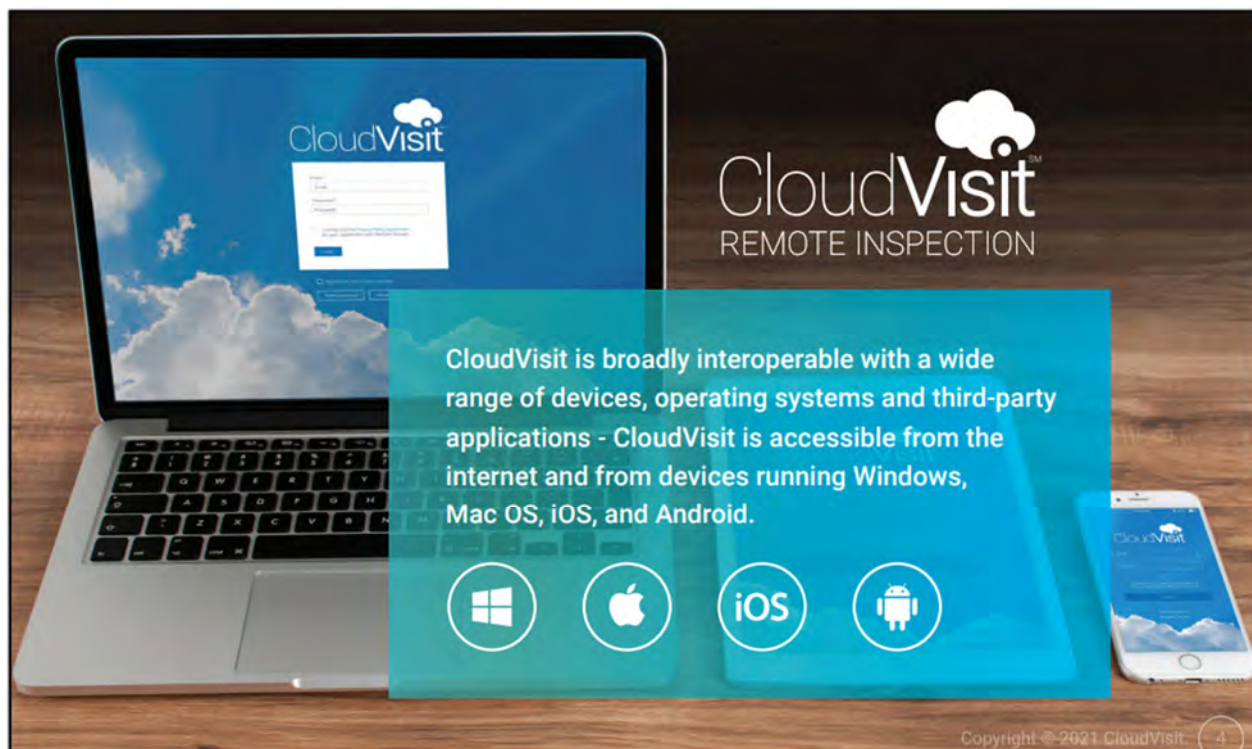 CloudVisit
CloudVisit SM
REMOTE INSPECTION
CloudVisit is broadly interoperable with a wide
range of devices, operating systems and third-party
applications - CloudVisit is accessible from the
internet and from devices running Windows,
Mac OS, iOS, and Android.
iOS
CloudVisit
Copyright © 2021 CloudVisit
4